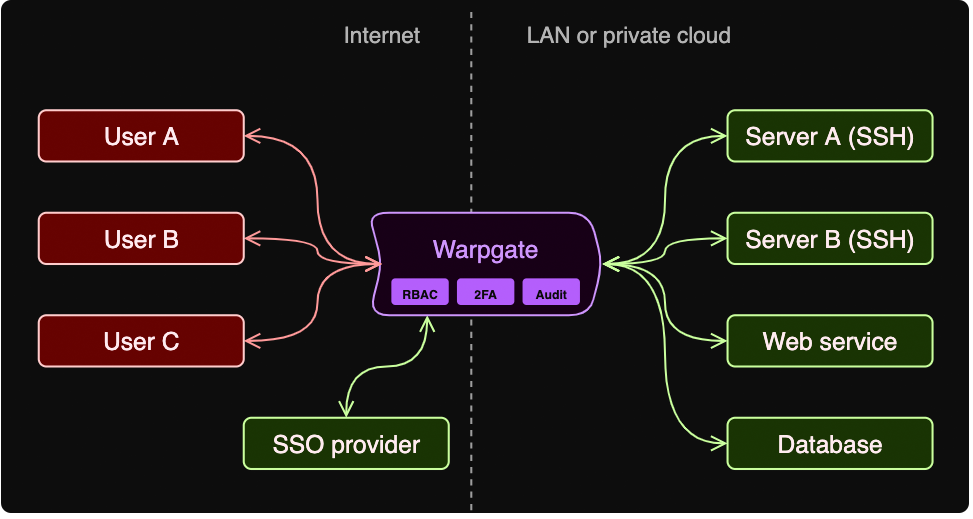 Internet
LAN or private cloud
User A
Server A (SSH)
User B
Server B (SSH)
Warpgate
RBAC
2FA
Audit
User C
Web service
SSO provider
Database